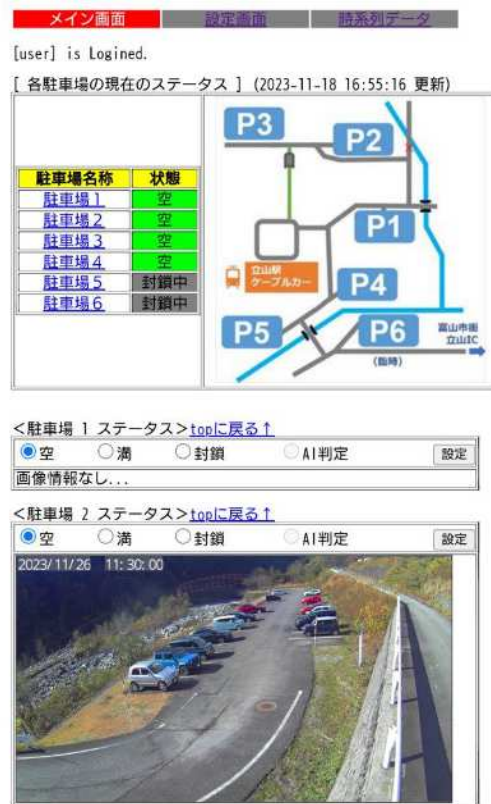 メイン画面 設定画面 時系列データ
[user] is Logined.
[ 各駐車場の現在のステータス ] (2023-11-18 16:55:16 更新)
駐車場名称 状態
駐車場1 空
駐車場2 空
駐車場3 空
駐車場4 空
駐車場5 封鎖中
駐車場6 封鎖中
P3
P2
P1
立山駅
ケーブルカー
P4
P5
P6
(臨時)
富山市街
立山IC
<駐車場 1 ステータス>topに戻る↑
空 満 封鎖 AI判定 設定
画像情報なし...
<駐車場 2 ステータス>topに戻る↑
空 満 封鎖 AI判定 設定
2023/11/26 11:30:00